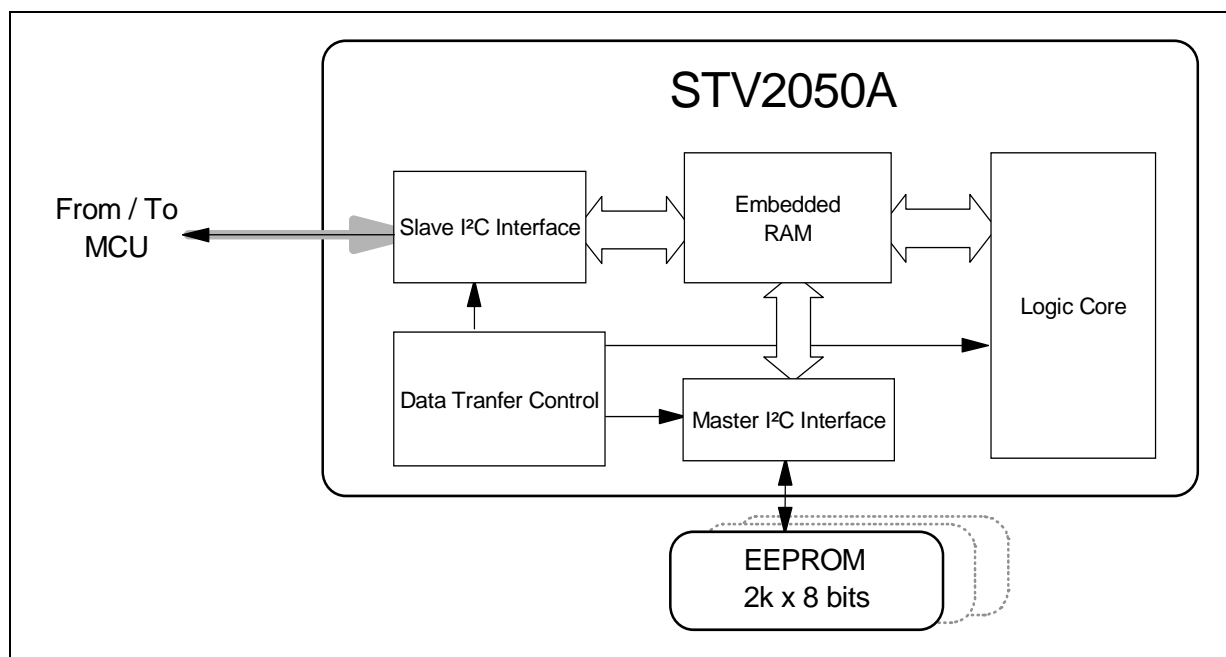 STV2050A
From / To
MCU
Slave I²C Interface
Embedded
RAM
Logic Core
Data Tranfer Control
Master I²C Interface
EEPROM
2k x 8 bits